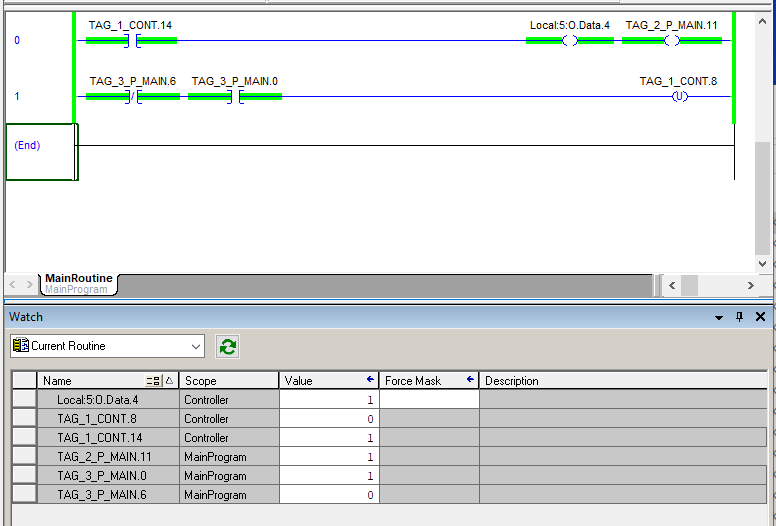 TAG_1_CONT.14 Local:5:O.Data.4 TAG_2_P_MAIN.11
0
TAG_3_P_MAIN.6 TAG_3_P_MAIN.0 TAG_1_CONT.8
1 U
(End)
MainRoutine
MainProgram
Watch
Current Routine
Name Scope Value Force Mask Description
Local:5:O.Data.4 Controller 1
TAG_1_CONT.8 Controller 0
TAG_1_CONT.14 Controller 1
TAG_2_P_MAIN.11 MainProgram 1
TAG_3_P_MAIN.0 MainProgram 1
TAG_3_P_MAIN.6 MainProgram 0